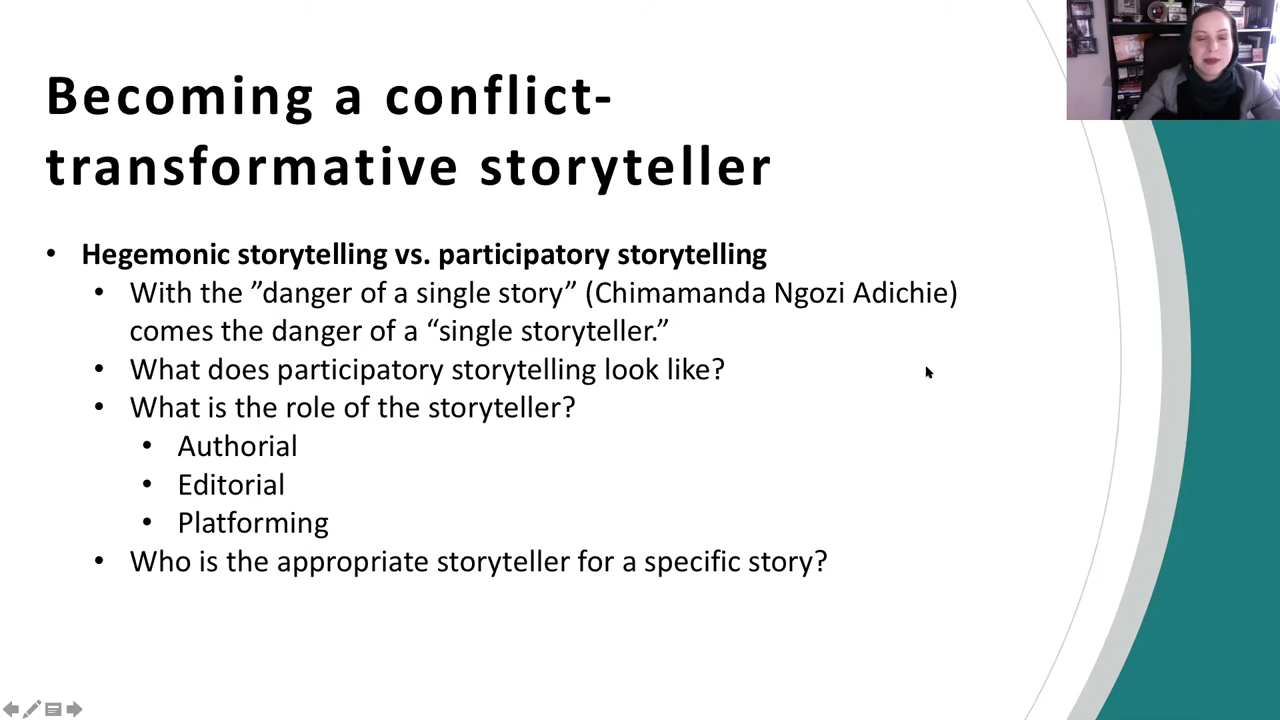 Becoming a conflict-
transformative storyteller
• Hegemonic storytelling vs. participatory storytelling
• With the ”danger of a single story” (Chimamanda Ngozi Adichie)
comes the danger of a “single storyteller.”
• What does participatory storytelling look like?
• What is the role of the storyteller?
• Authorial
• Editorial
• Platforming
• Who is the appropriate storyteller for a specific story?